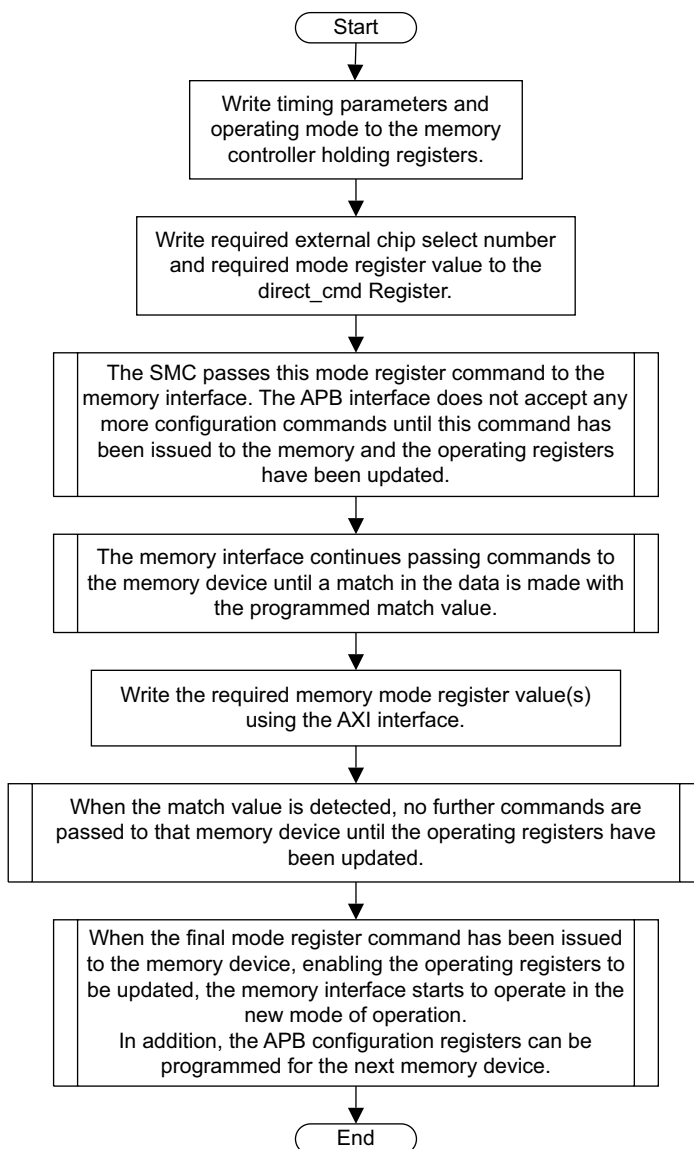 Start
Write timing parameters and
operating mode to the memory
controller holding registers.
Write required external chip select number
and required mode register value to the
direct_cmd Register.
The SMC passes this mode register command to the
memory interface. The APB interface does not accept any
more configuration commands until this command has
been issued to the memory and the operating registers
have been updated.
The memory interface continues passing commands to
the memory device until a match in the data is made with
the programmed match value.
Write the required memory mode register value(s)
using the AXI interface.
When the match value is detected, no further commands are
passed to that memory device until the operating registers have
been updated.
When the final mode register command has been issued
to the memory device, enabling the operating registers to
be updated, the memory interface starts to operate in the
new mode of operation.
In addition, the APB configuration registers can be
programmed for the next memory device.
End